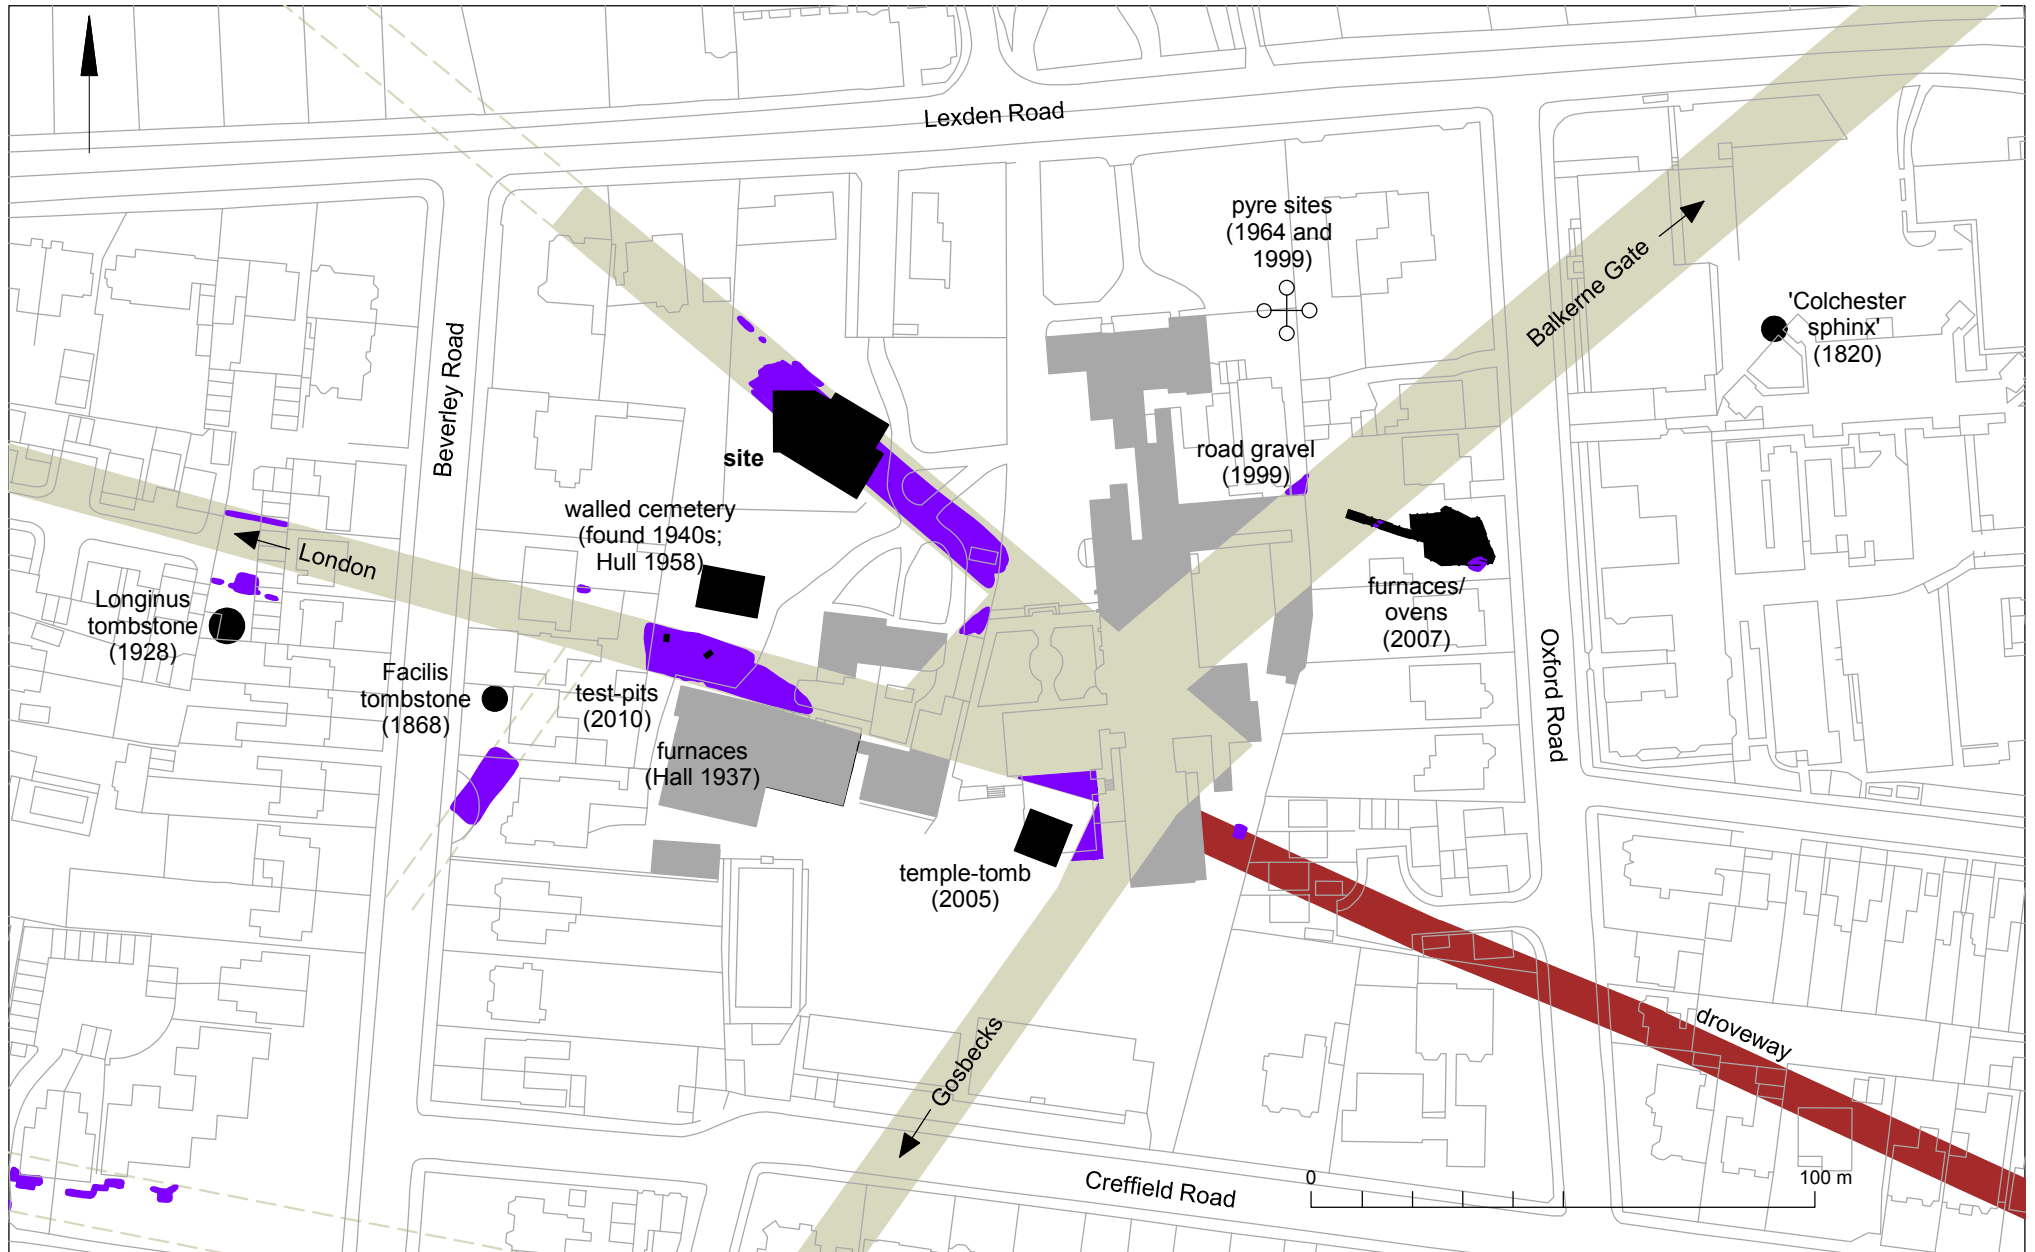 Lexden Road
pyre sites
(1964 and
1999)
Balkerne Gate
'Colchester
sphinx'
(1820)
Beverley Road
site
road gravel
(1999)
walled cemetery
(found 1940s;
Hull 1958)
London
Longinus
tombstone
(1928)
furnaces/
ovens
(2007)
Oxford Road
Facilis
tombstone
(1868)
test-pits
(2010)
furnaces
(Hall 1937)
temple-tomb
(2005)
droveway
Gosbecks
Creffield Road
0
100 m